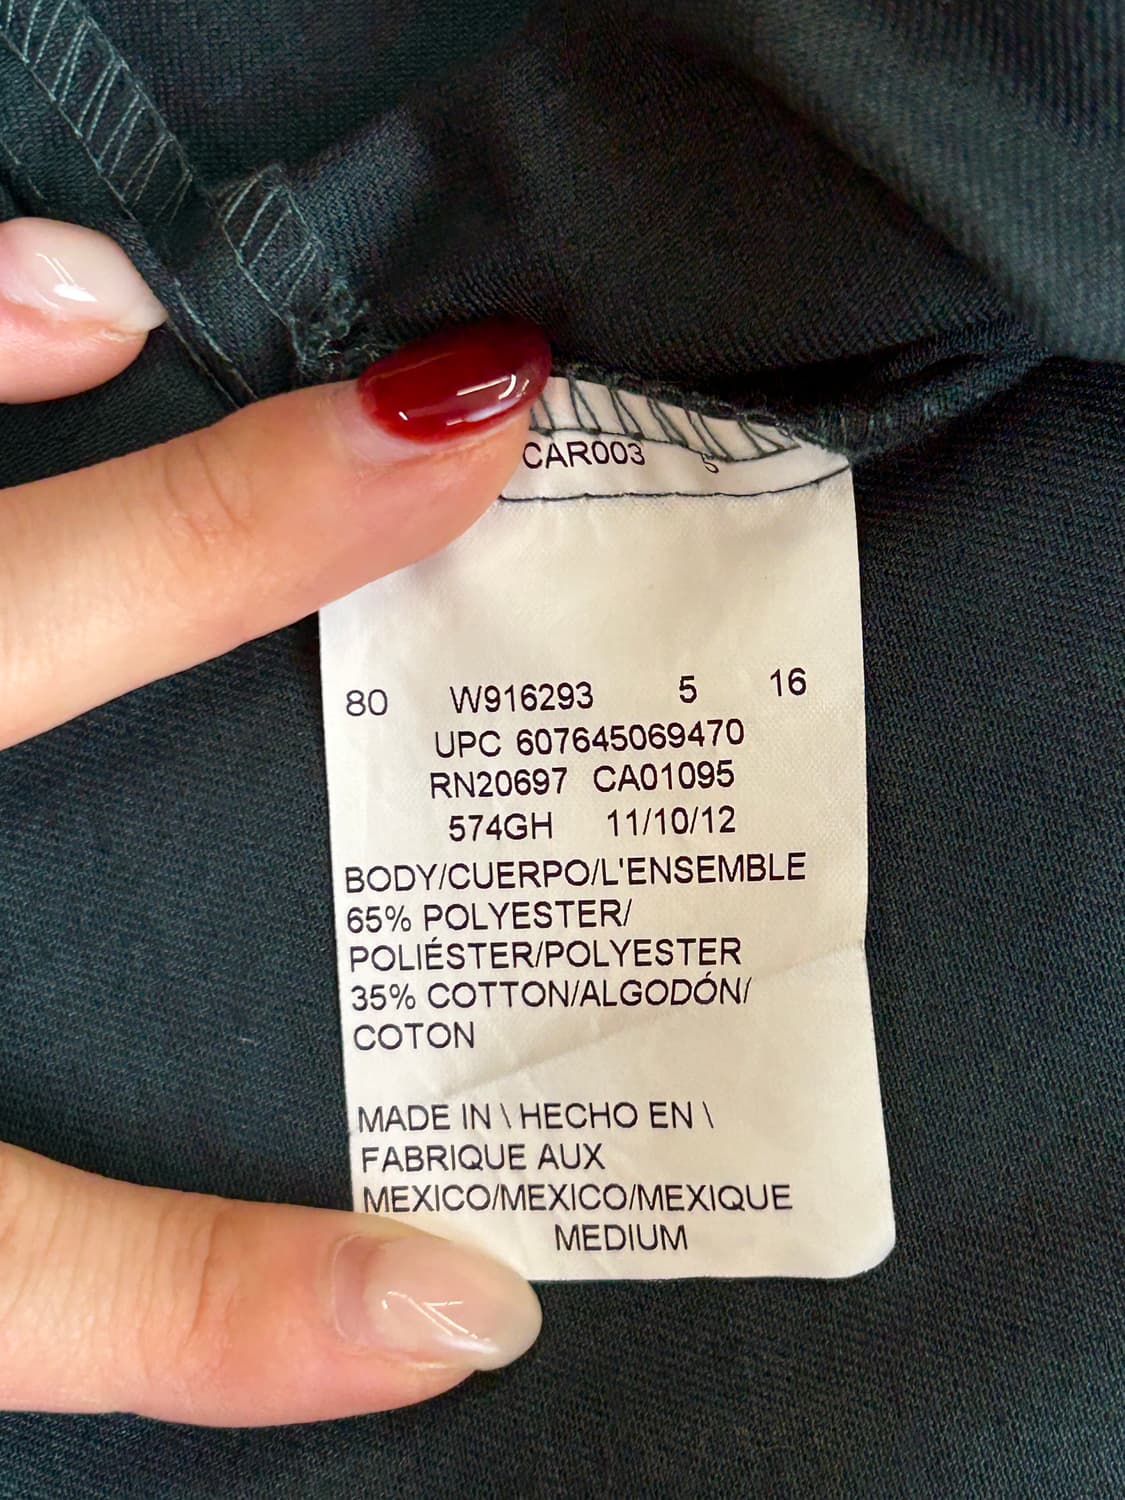 CAR003 5
80 W916293 5 16
UPC 607645069470
RN20697 CA01095
574GH 11/10/12
BODY/CUERPO/L'ENSEMBLE
65% POLYESTER/
POLIÉSTER/POLYESTER
35% COTTON/ALGODÓN/
COTON
MADE IN \ HECHO EN \
FABRIQUE AUX
MEXICO/MEXICO/MEXIQUE
MEDIUM